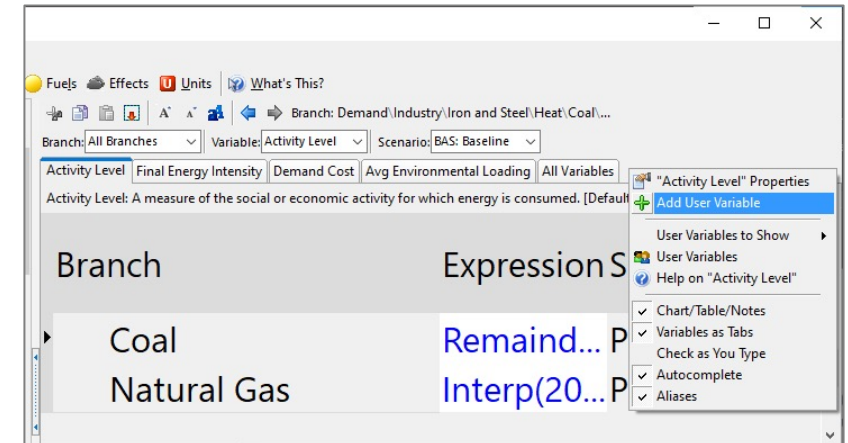 Fuels Effects Units What's This?
Branch: Demand\Industry\Iron and Steel\Heat\Coal\...
Branch: All Branches Variable: Activity Level Scenario: BAS: Baseline
Activity Level Final Energy Intensity Demand Cost Avg Environmental Loading All Variables
Activity Level: A measure of the social or economic activity for which energy is consumed. [Default
Branch Expression S
Coal Remaind... P
Natural Gas Interp(20... P
"Activity Level" Properties
Add User Variable
User Variables to Show
User Variables
Help on "Activity Level"
Chart/Table/Notes
Variables as Tabs
Check as You Type
Autocomplete
Aliases